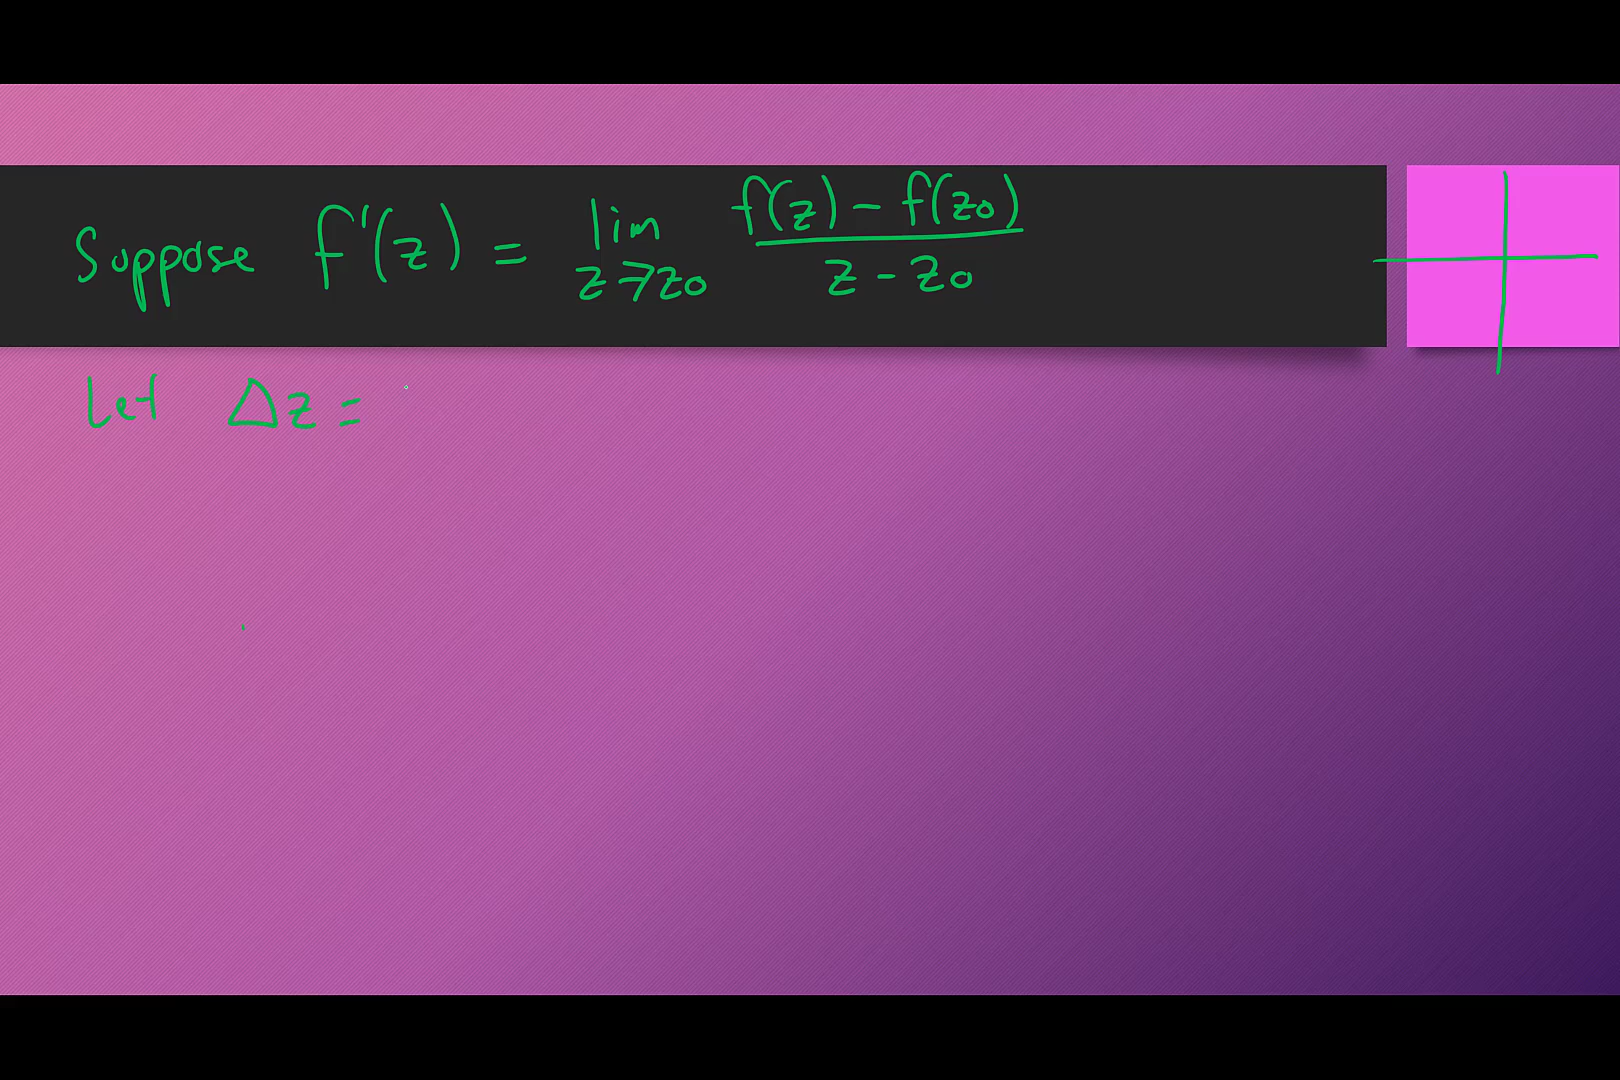 Suppose f'(z) = lim z→z0 f(z) - f(z0) / z - z0
Let Δz =